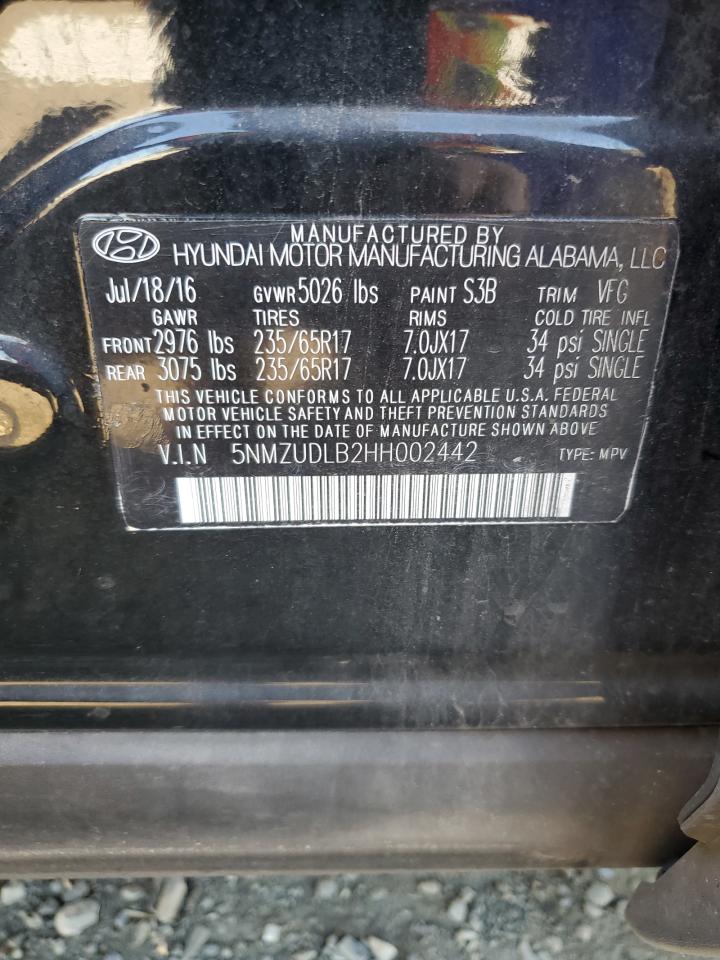 MANUFACTURED BY
HYUNDAI MOTOR MANUFACTURING ALABAMA, LLC
Jul/18/16 GVWR 5026 lbs PAINT S3B TRIM VFG
GAWR TIRES RIMS COLD TIRE INFL
FRONT 2976 lbs 235/65R17 7.0JX17 34 psi SINGLE
REAR 3075 lbs 235/65R17 7.0JX17 34 psi SINGLE
THIS VEHICLE CONFORMS TO ALL APPLICABLE U.S.A. FEDERAL
MOTOR VEHICLE SAFETY AND THEFT PREVENTION STANDARDS
IN EFFECT ON THE DATE OF MANUFACTURE SHOWN ABOVE
V.I.N 5NMZUDLB2HH002442 TYPE: MPV